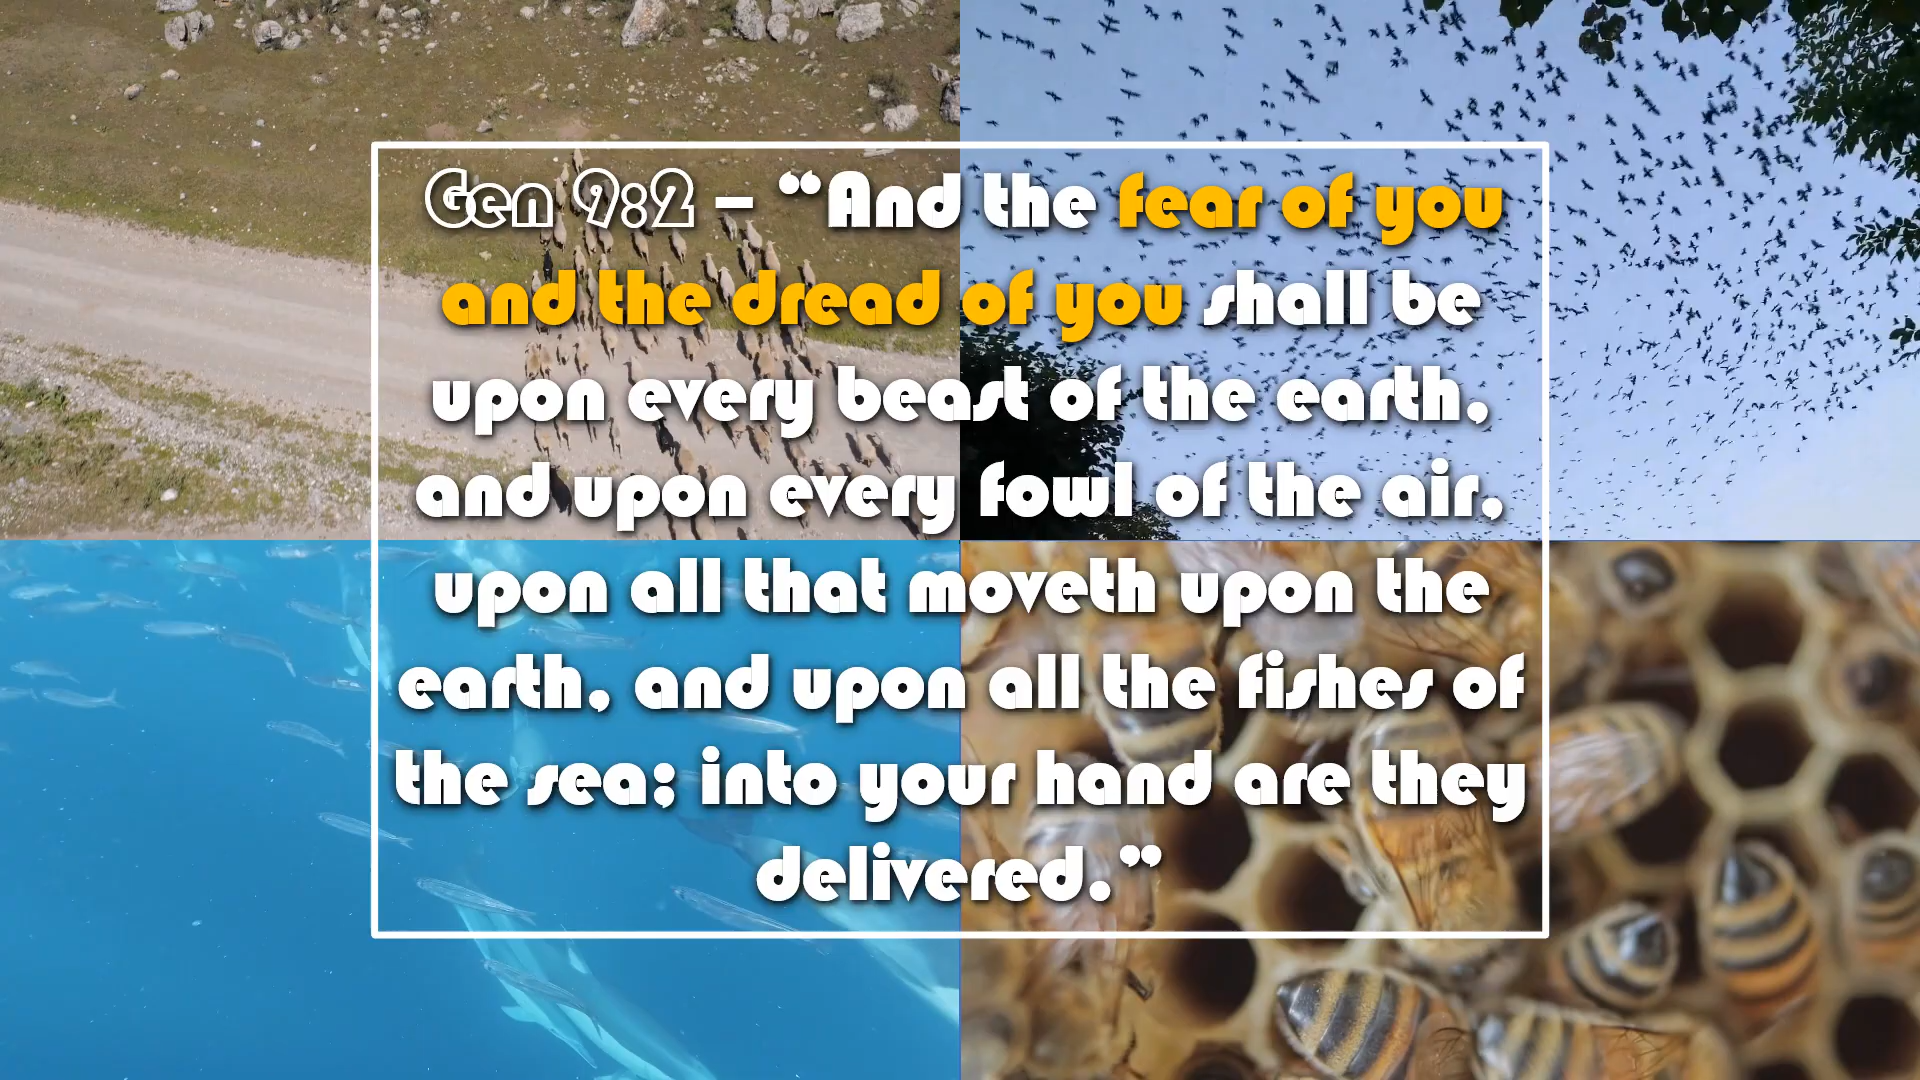 Gen 9:2 – “And the fear of you
and the dread of you shall be
upon every beast of the earth,
and upon every fowl of the air,
upon all that moveth upon the
earth, and upon all the fishes of
the sea; into your hand are they
delivered.”